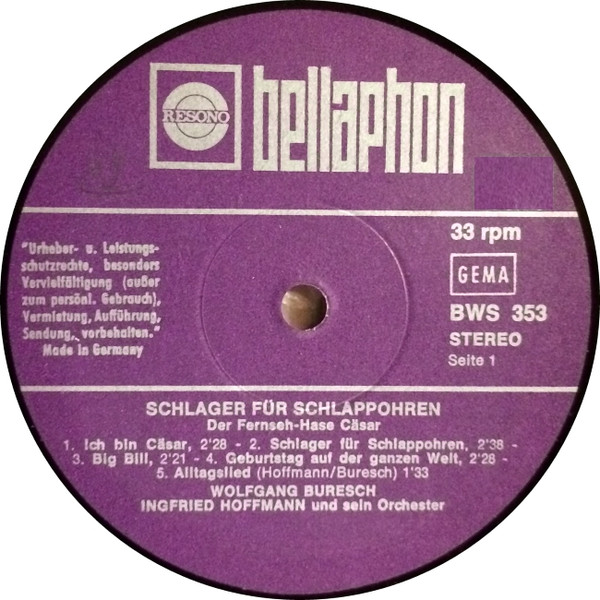 RESONO
bellaphon
"Urheber- u. Leistungs-
schutzrechte, besonders
Vervielfältigung (außer
zum persönl. Gebrauch),
Vermietung, Aufführung,
Sendung, vorbehalten."
Made in Germany
33 rpm
GEMA
BWS 353
STEREO
Seite 1
SCHLAGER FÜR SCHLAPPOHREN
Der Fernseh-Hase Cäsar
1. Ich bin Cäsar, 2'28 - 2. Schlager für Schlappohren, 2'38 -
3. Big Bill, 2'21 - 4. Geburtstag auf der ganzen Welt, 2'28 -
5. Alltagslied (Hoffmann/Buresch) 1'33
WOLFGANG BURESCH
INGFRIED HOFFMANN und sein Orchester